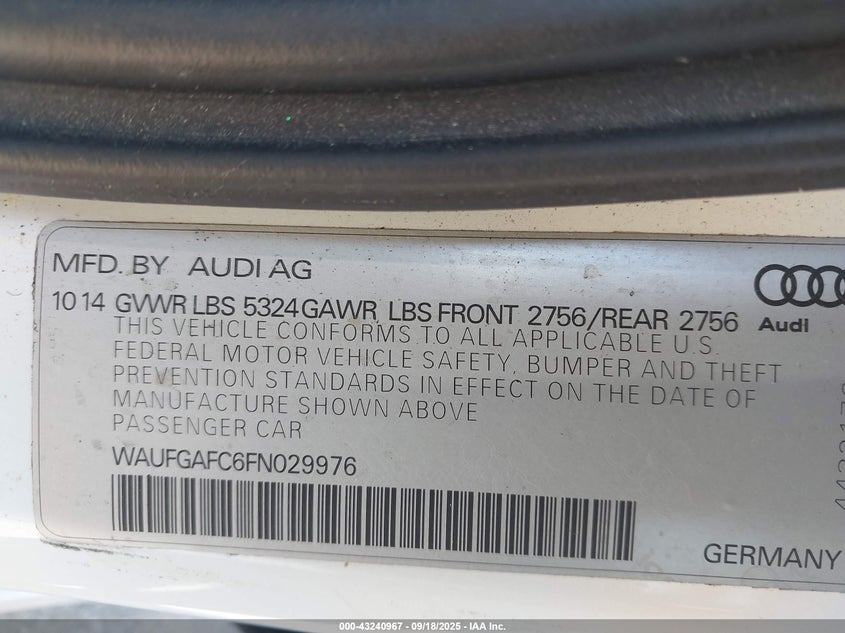 MFD. BY AUDI AG
10 14 GVWR LBS 5324 GAWR LBS FRONT 2756/REAR 2756
Audi
THIS VEHICLE CONFORMS TO ALL APPLICABLE U.S.
FEDERAL MOTOR VEHICLE SAFETY, BUMPER AND THEFT
PREVENTION STANDARDS IN EFFECT ON THE DATE OF
MANUFACTURE SHOWN ABOVE
PASSENGER CAR
WAUFGAFC6FN029976
GERMANY
000-43240967 - 09/18/2025 - IAA Inc.